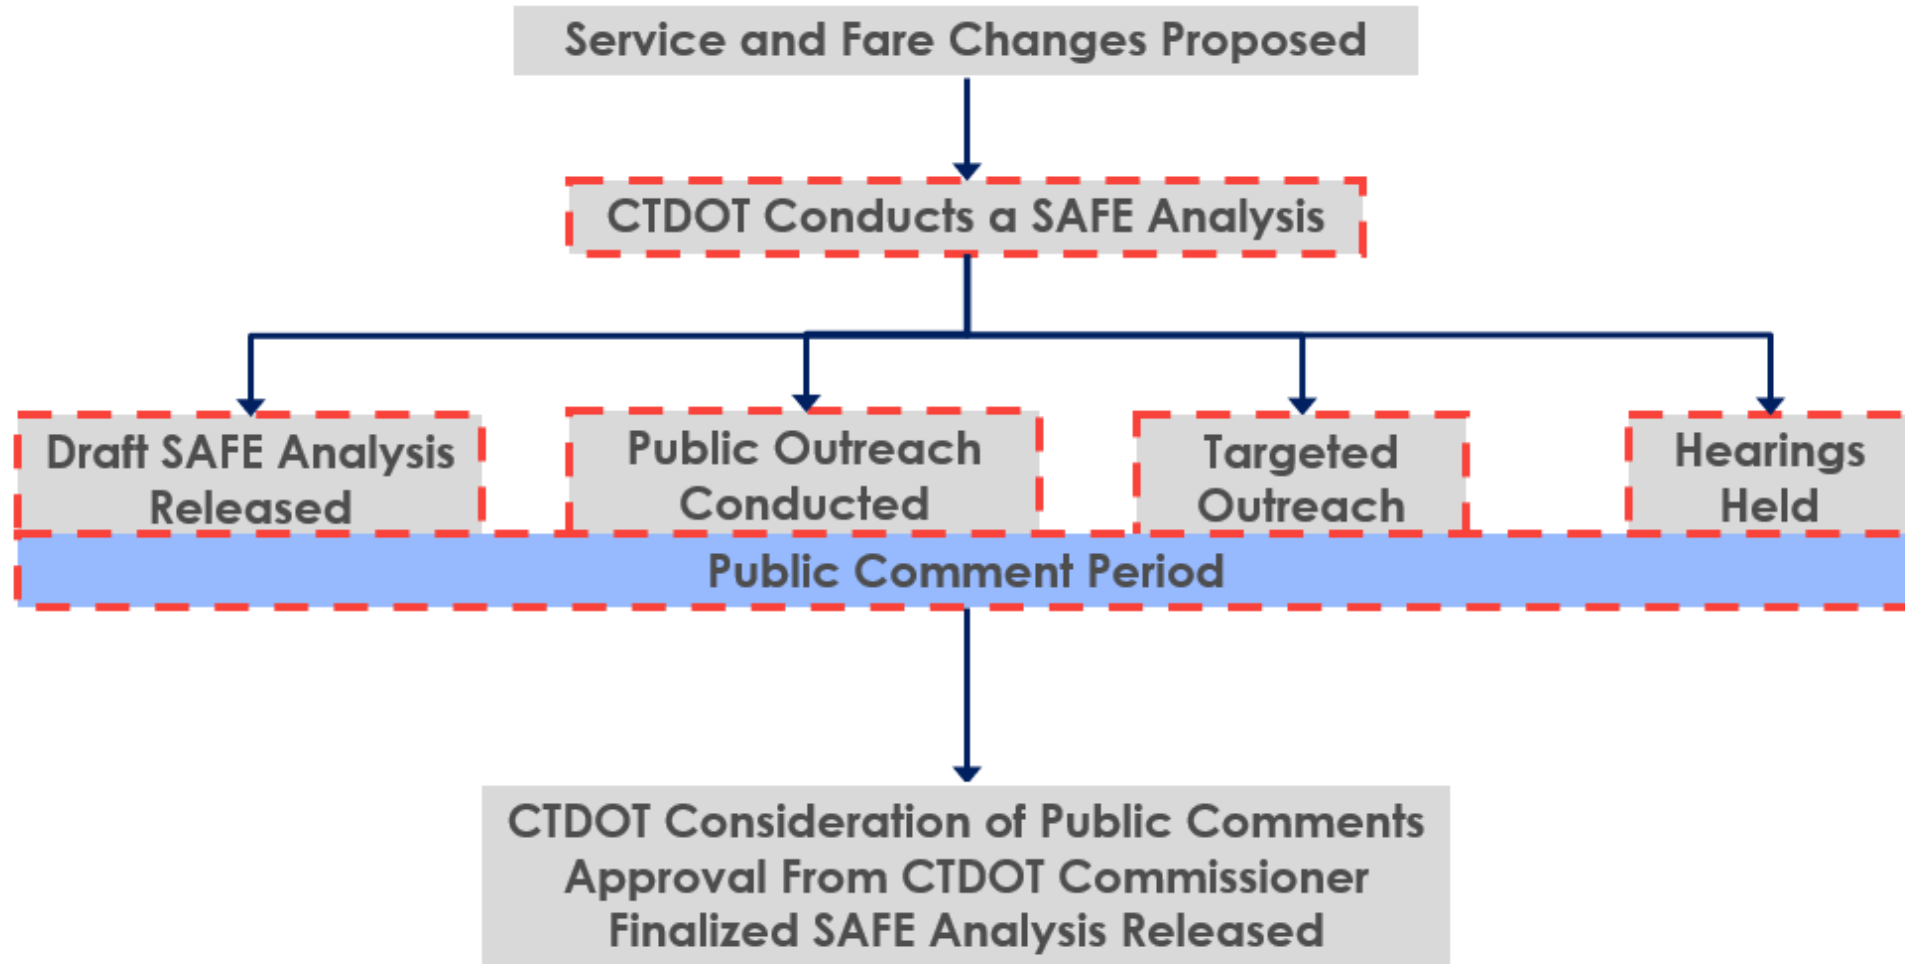 Service and Fare Changes Proposed
CTDOT Conducts a SAFE Analysis
Draft SAFE Analysis
Released
Public Outreach
Conducted
Targeted
Outreach
Hearings
Held
Public Comment Period
CTDOT Consideration of Public Comments
Approval From CTDOT Commissioner
Finalized SAFE Analysis Released